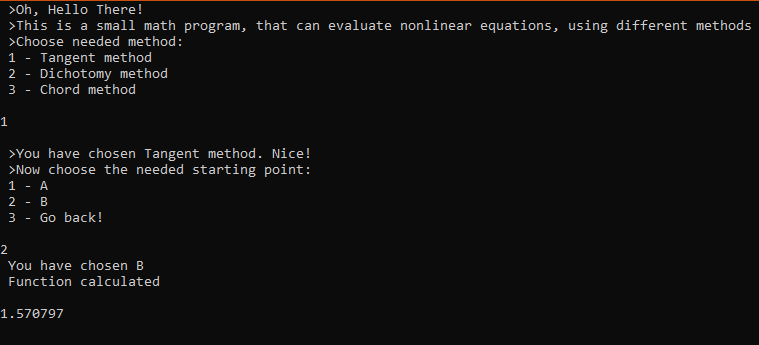 >Oh, Hello There!
>This is a small math program, that can evaluate nonlinear equations, using different methods
>Choose needed method:
1 - Tangent method
2 - Dichotomy method
3 - Chord method
1
>You have chosen Tangent method. Nice!
>Now choose the needed starting point:
1 - A
2 - B
3 - Go back!
2
You have chosen B
Function calculated
1.570797